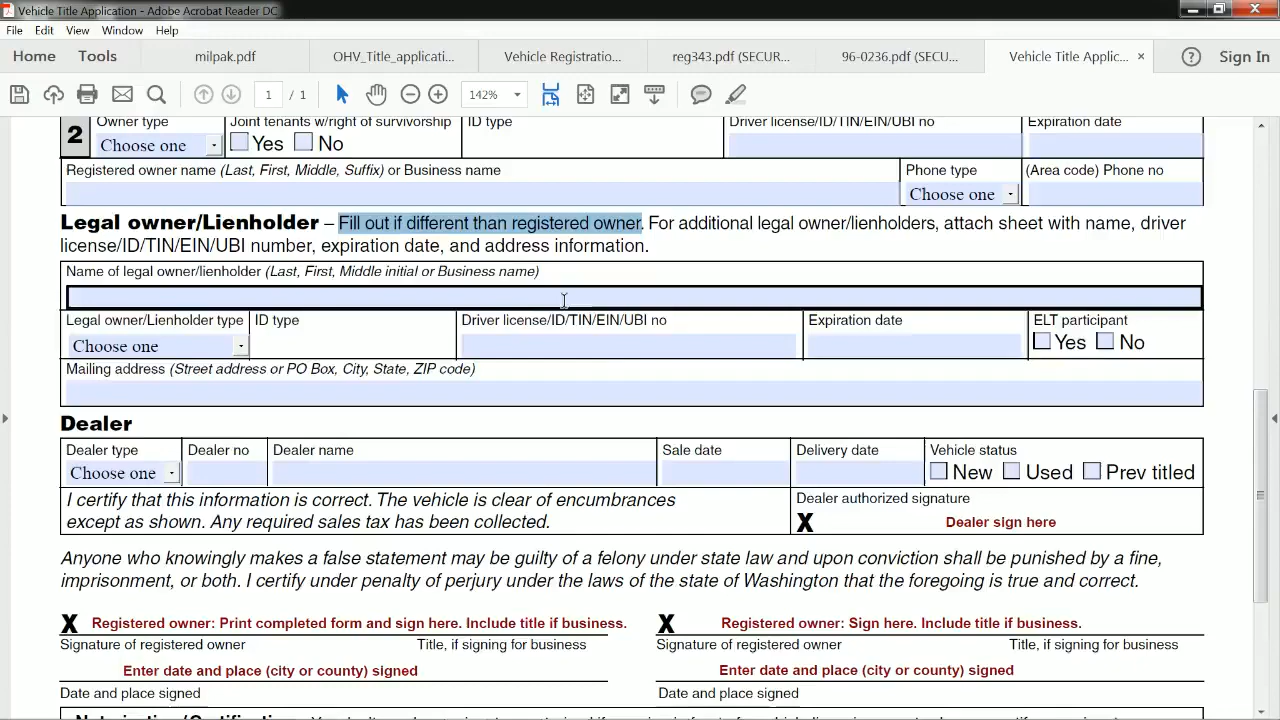 Vehicle Title Application - Adobe Acrobat Reader DC
File Edit View Window Help
Home Tools milpak.pdf OHV_Title_applicati... Vehicle Registratio... reg343.pdf (SECUR... 96-0236.pdf (SECU... Vehicle Title Applic... × ? Sign In
1 / 1 142%
2 Owner type Joint tenants w/right of survivorship ID type Driver license/ID/TIN/EIN/UBI no Expiration date
Choose one Yes No
Registered owner name (Last, First, Middle, Suffix) or Business name Phone type (Area code) Phone no
Choose one
Legal owner/Lienholder – Fill out if different than registered owner. For additional legal owner/lienholders, attach sheet with name, driver
license/ID/TIN/EIN/UBI number, expiration date, and address information.
Name of legal owner/lienholder (Last, First, Middle initial or Business name)
Legal owner/Lienholder type ID type Driver license/ID/TIN/EIN/UBI no Expiration date ELT participant
Choose one Yes No
Mailing address (Street address or PO Box, City, State, ZIP code)
Dealer
Dealer type Dealer no Dealer name Sale date Delivery date Vehicle status
Choose one New Used Prev titled
I certify that this information is correct. The vehicle is clear of encumbrances Dealer authorized signature
except as shown. Any required sales tax has been collected. X Dealer sign here
Anyone who knowingly makes a false statement may be guilty of a felony under state law and upon conviction shall be punished by a fine,
imprisonment, or both. I certify under penalty of perjury under the laws of the state of Washington that the foregoing is true and correct.
X Registered owner: Print completed form and sign here. Include title if business. X Registered owner: Sign here. Include title if business.
Signature of registered owner Title, if signing for business Signature of registered owner Title, if signing for business
Enter date and place (city or county) signed Enter date and place (city or county) signed
Date and place signed Date and place signed